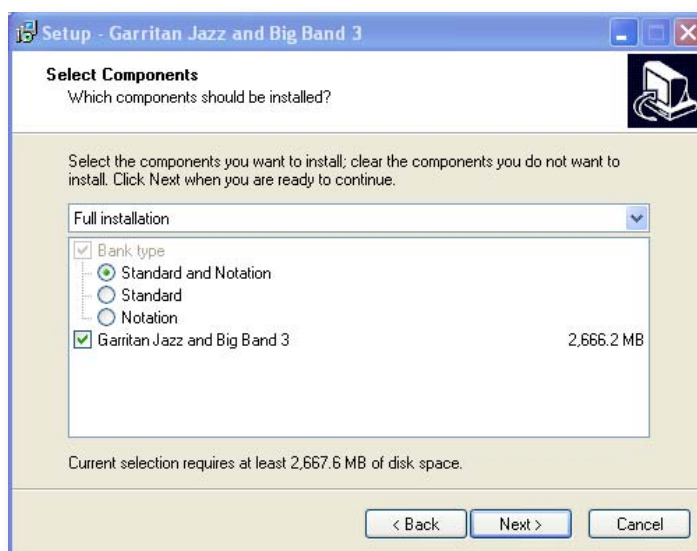 Setup - Garritan Jazz and Big Band 3
Select Components
Which components should be installed?
Select the components you want to install; clear the components you do not want to
install. Click Next when you are ready to continue.
Full installation
Bank type
Standard and Notation
Standard
Notation
Garritan Jazz and Big Band 3 2,666.2 MB
Current selection requires at least 2,667.6 MB of disk space.
< Back Next > Cancel